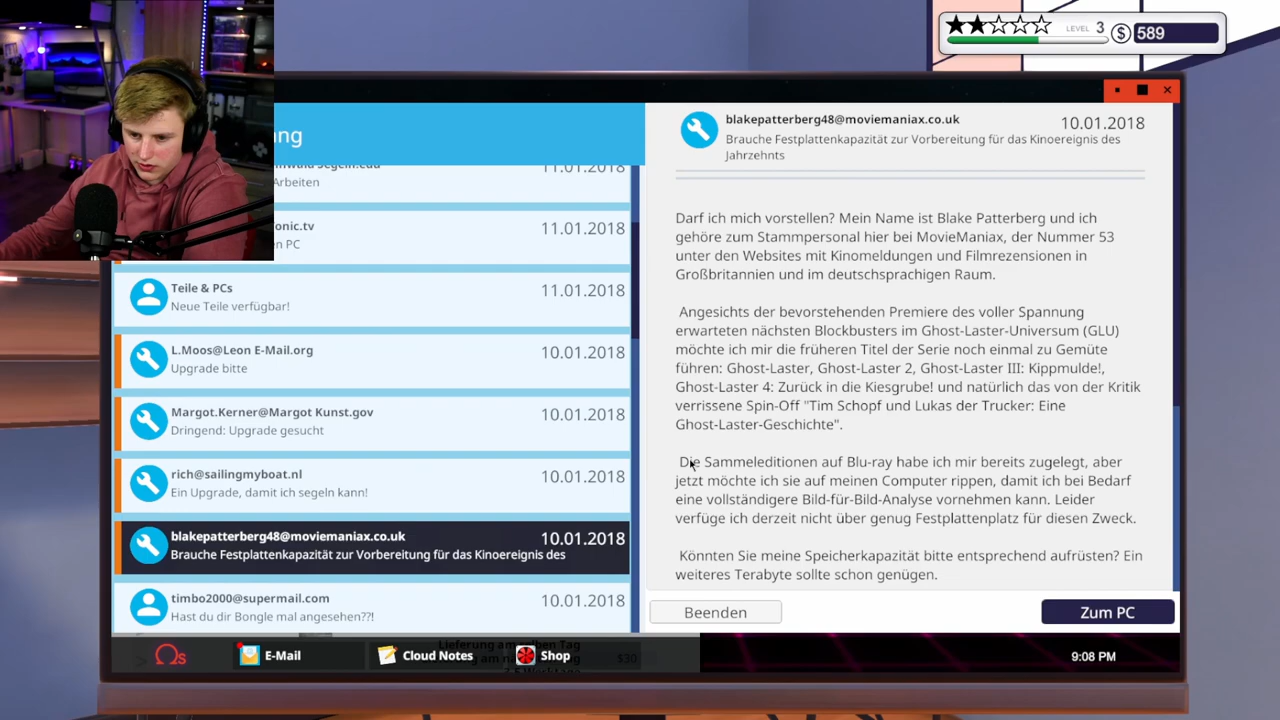 LEVEL 3
$ 589
ang
11.01.2018
Arbeiten
onic.tv
11.01.2018
en PC
Teile & PCs
11.01.2018
Neue Teile verfügbar!
L.Moos@Leon E-Mail.org
10.01.2018
Upgrade bitte
Margot.Kerner@Margot Kunst.gov
10.01.2018
Dringend: Upgrade gesucht
rich@sailingmyboat.nl
10.01.2018
Ein Upgrade, damit ich segeln kann!
blakepatterberg48@moviemaniax.co.uk
10.01.2018
Brauche Festplattenkapazität zur Vorbereitung für das Kinoereignis des
timbo2000@supermail.com
10.01.2018
Hast du dir Bongle mal angesehen??!
blakepatterberg48@moviemaniax.co.uk
10.01.2018
Brauche Festplattenkapazität zur Vorbereitung für das Kinoereignis des
Jahrzehnts
Darf ich mich vorstellen? Mein Name ist Blake Patterberg und ich
gehöre zum Stammpersonal hier bei MovieManiax, der Nummer 53
unter den Websites mit Kinomeldungen und Filmrezensionen in
Großbritannien und im deutschsprachigen Raum.
Angesichts der bevorstehenden Premiere des voller Spannung
erwarteten nächsten Blockbusters im Ghost-Laster-Universum (GLU)
möchte ich mir die früheren Titel der Serie noch einmal zu Gemüte
führen: Ghost-Laster, Ghost-Laster 2, Ghost-Laster III: Kippmulde!,
Ghost-Laster 4: Zurück in die Kiesgrube! und natürlich das von der Kritik
verrissene Spin-Off "Tim Schopf und Lukas der Trucker: Eine
Ghost-Laster-Geschichte".
Die Sammeleditionen auf Blu-ray habe ich mir bereits zugelegt, aber
jetzt möchte ich sie auf meinen Computer rippen, damit ich bei Bedarf
eine vollständigere Bild-für-Bild-Analyse vornehmen kann. Leider
verfüge ich derzeit nicht über genug Festplattenplatz für diesen Zweck.
Könnten Sie meine Speicherkapazität bitte entsprechend aufrüsten? Ein
weiteres Terabyte sollte schon genügen.
Beenden
Zum PC
Lieferung am selben Tag
$30
E-Mail
Cloud Notes
Shop
9:08 PM